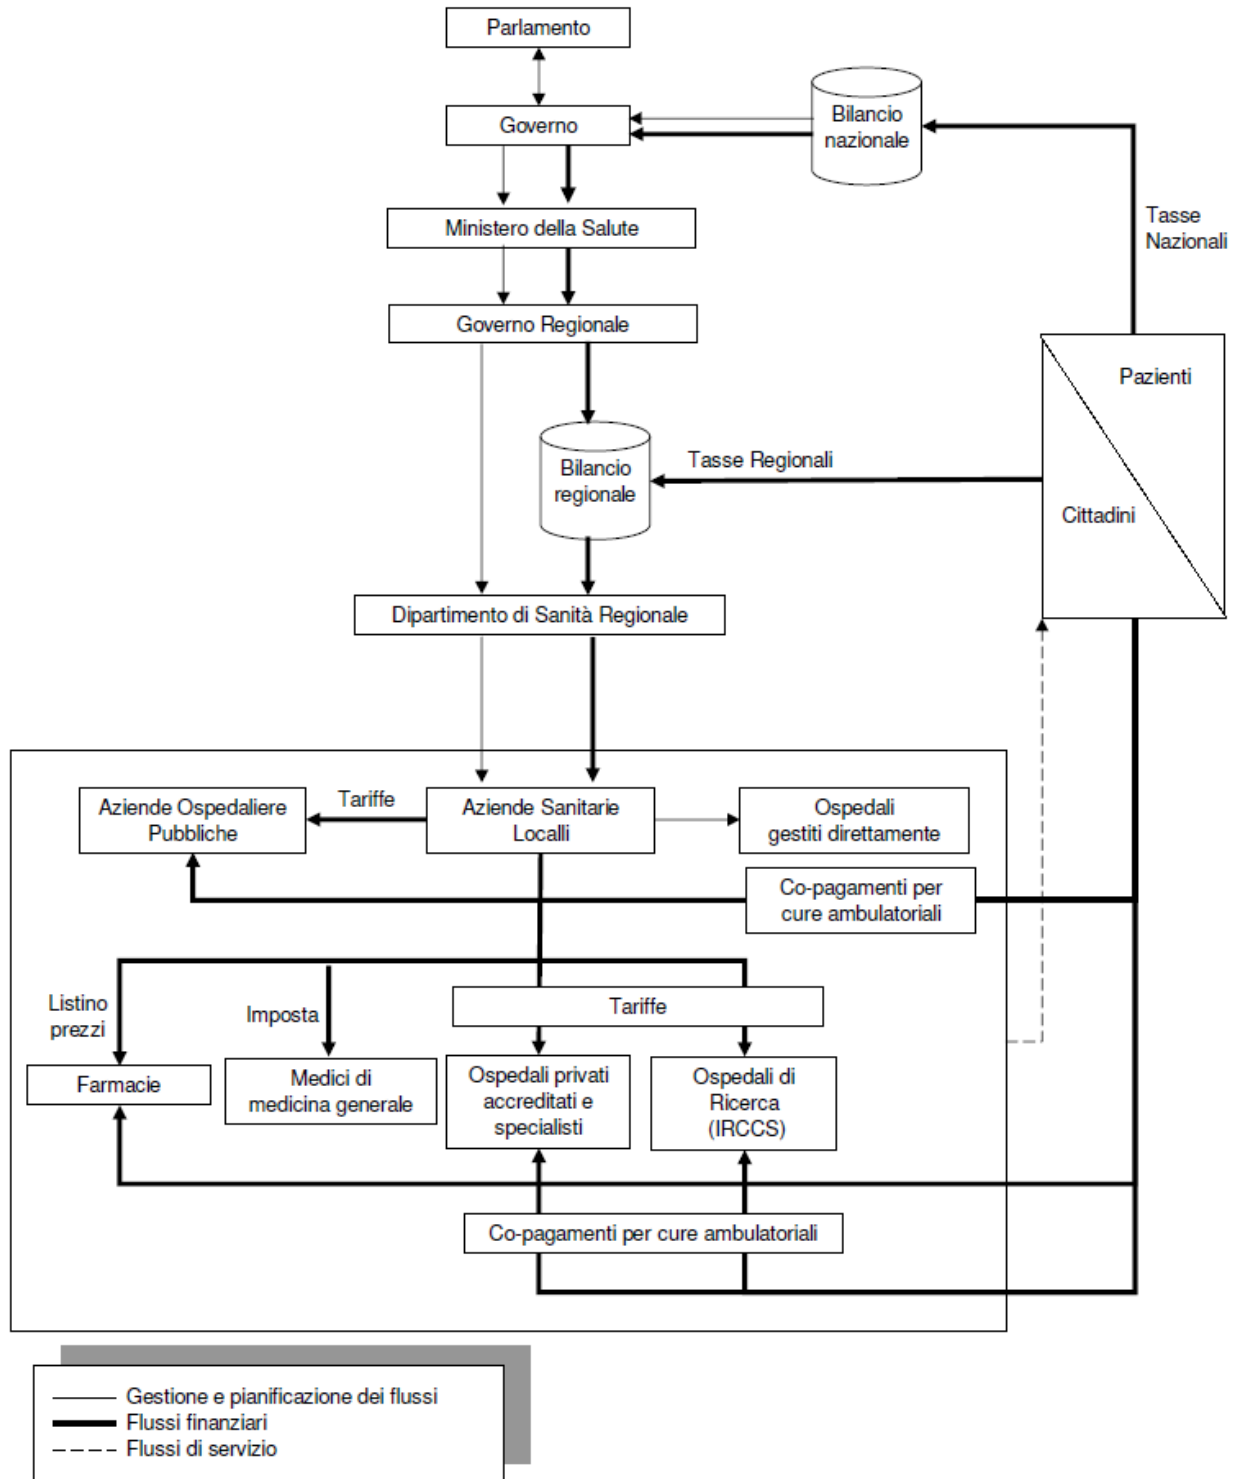 Parlamento
Governo
Bilancio
nazionale
Tasse
Nazionali
Ministero della Salute
Governo Regionale
Pazienti
Cittadini
Tasse Regionali
Bilancio
regionale
Dipartimento di Sanità Regionale
Aziende Ospedaliere
Pubbliche
Tariffe
Aziende Sanitarie
Localli
Ospedali
gestiti direttamente
Co-pagamenti per
cure ambulatoriali
Listino
prezzi
Imposta
Tariffe
Farmacie
Medici di
medicina generale
Ospedali privati
accreditati e
specialisti
Ospedali di
Ricerca
(IRCCS)
Co-pagamenti per cure ambulatoriali
Gestione e pianificazione dei flussi
Flussi finanziari
Flussi di servizio